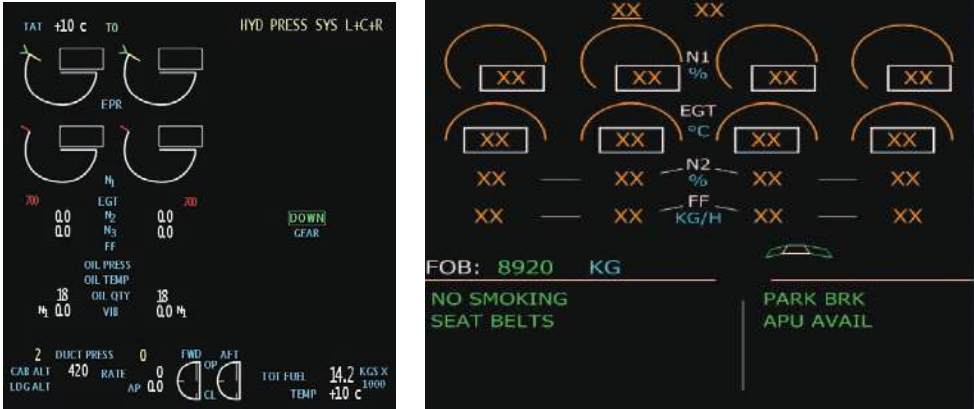 TAT +10 c TO HYD PRESS SYS L+C+R
EPR
N1
700 EGT 700
0.0 N2 0.0
0.0 N3 0.0
FF
DOWN
GEAR
OIL PRESS
OIL TEMP
18 OIL QTY 18
N1 0.0 VIB 0.0 N1
2 DUCT PRESS 0
CAB ALT 420 RATE 0
LDG ALT AP 0.0
FWD AFT
OP
CL
TOT FUEL 14.2 KGS X 1000
TEMP +10 c
XX XX
XX XX N1 % XX XX
XX XX EGT °C XX XX
XX XX N2 % XX XX
XX XX FF KG/H XX XX
FOB: 8920 KG
NO SMOKING
SEAT BELTS
PARK BRK
APU AVAIL